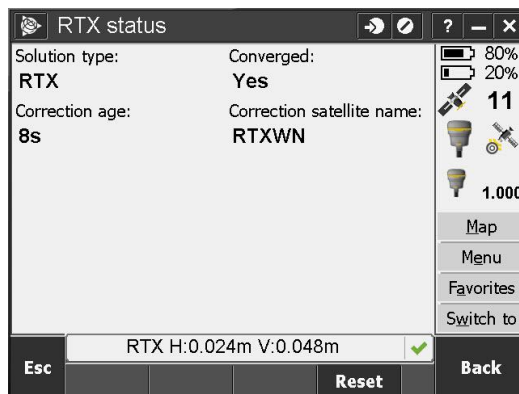 RTX status
? – ×
Solution type: Converged:
RTX Yes
Correction age: Correction satellite name:
8s RTXWN
80%
20%
11
1.000
Map
Menu
Favorites
Switch to
RTX H:0.024m V:0.048m
Esc Reset Back